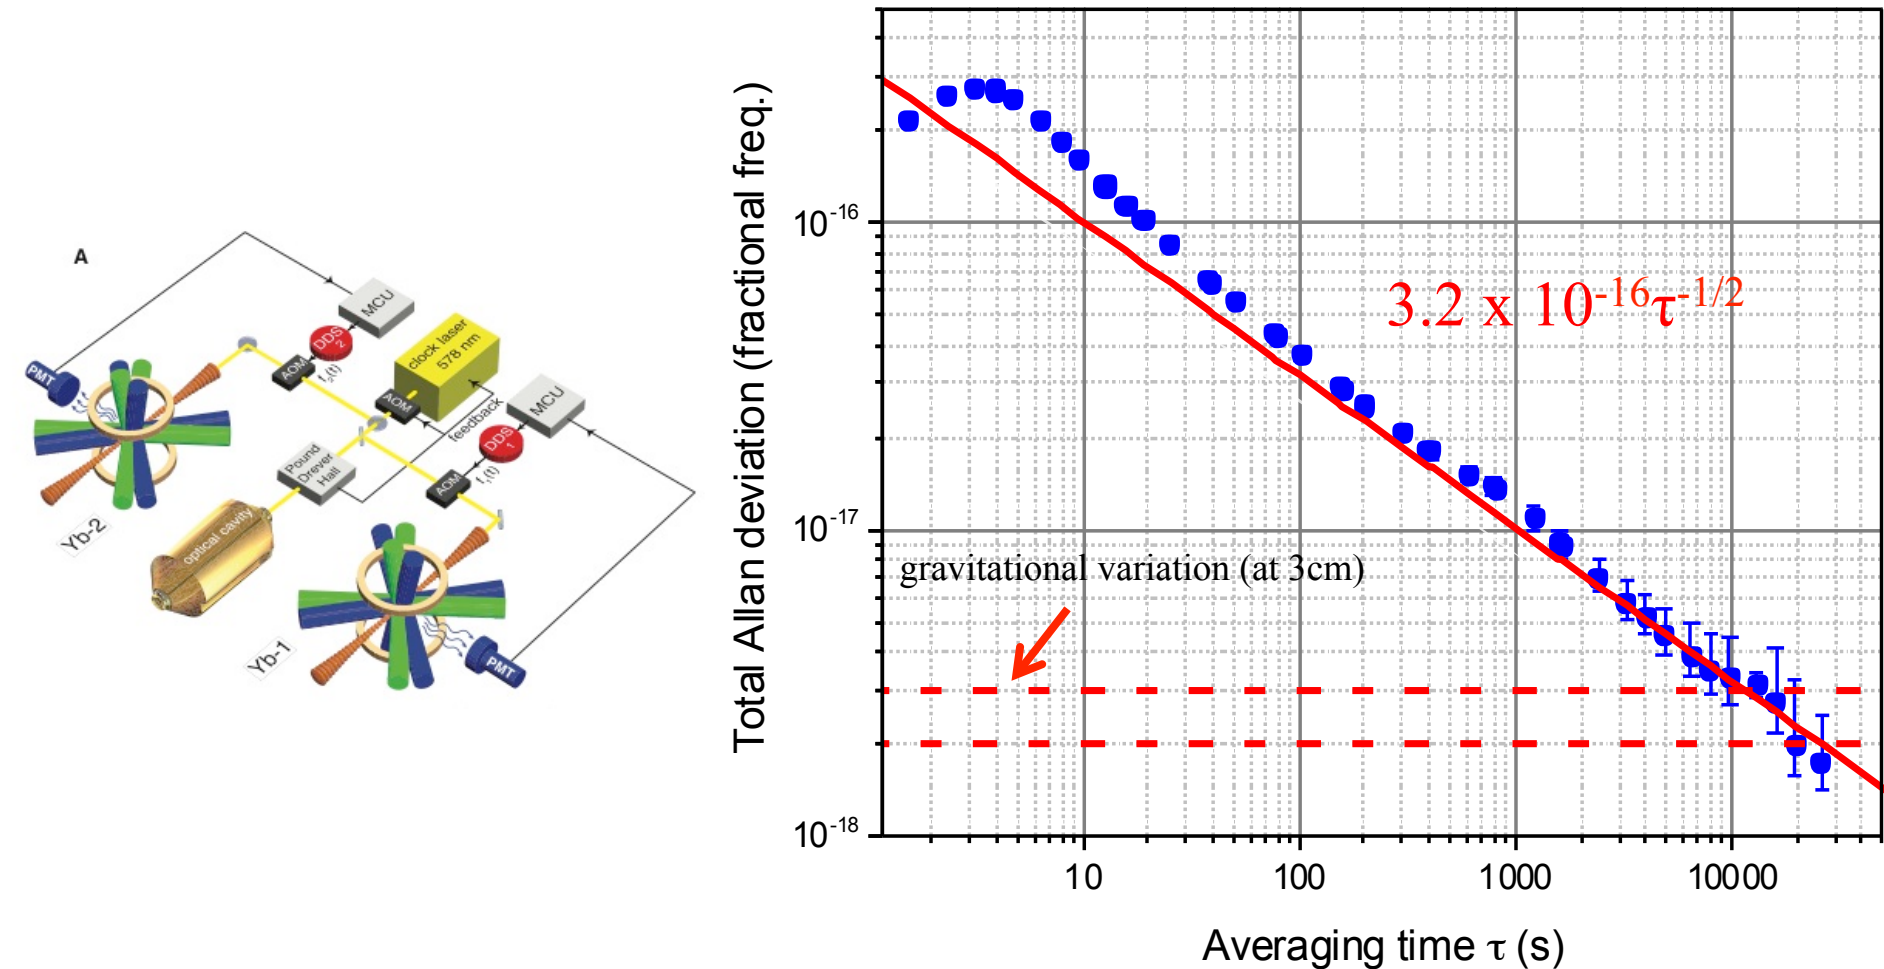 A
MCU
DDS
2
clock laser
578 nm
AOM
f₂(t)
PMT
AOM
MCU
feedback
DDS
1
Pound
Drever
Hall
AOM
f₁(t)
optical cavity
Yb-2
Yb-1
PMT
Total Allan deviation (fractional freq.)
10⁻¹⁶
3.2 x 10⁻¹⁶τ⁻¹/²
10⁻¹⁷
gravitational variation (at 3cm)
10⁻¹⁸
10 100 1000 10000
Averaging time τ (s)